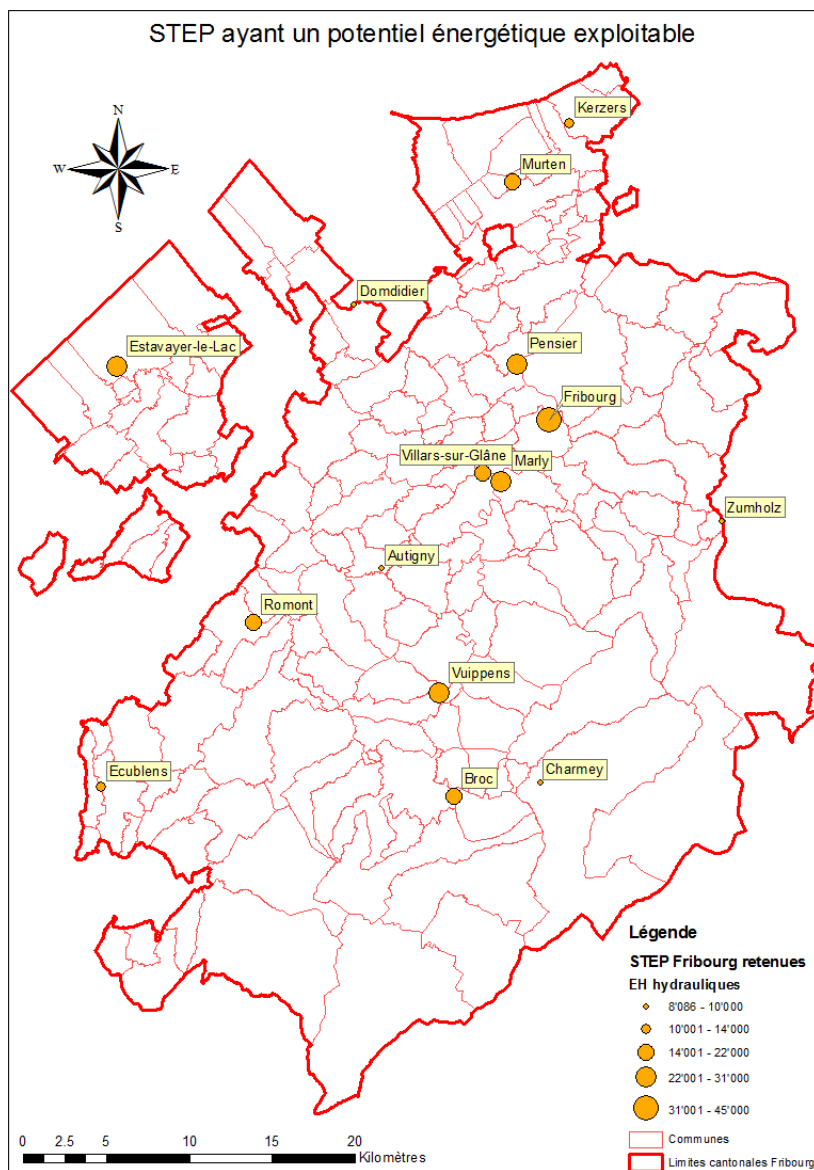 STEP ayant un potentiel énergétique exploitable
N
W E
S
Kerzers
Murten
Domdidier
Estavayer-le-Lac
Pensier
Fribourg
Villars-sur-Glâne
Marly
Zumholz
Autigny
Romont
Vuippens
Ecublens
Broc
Charmey
Légende
STEP Fribourg retenues
EH hydrauliques
8'086 - 10'000
10'001 - 14'000
14'001 - 22'000
22'001 - 31'000
31'001 - 45'000
Communes
Limites cantonales Fribourg
0 2.5 5 10 15 20
Kilomètres